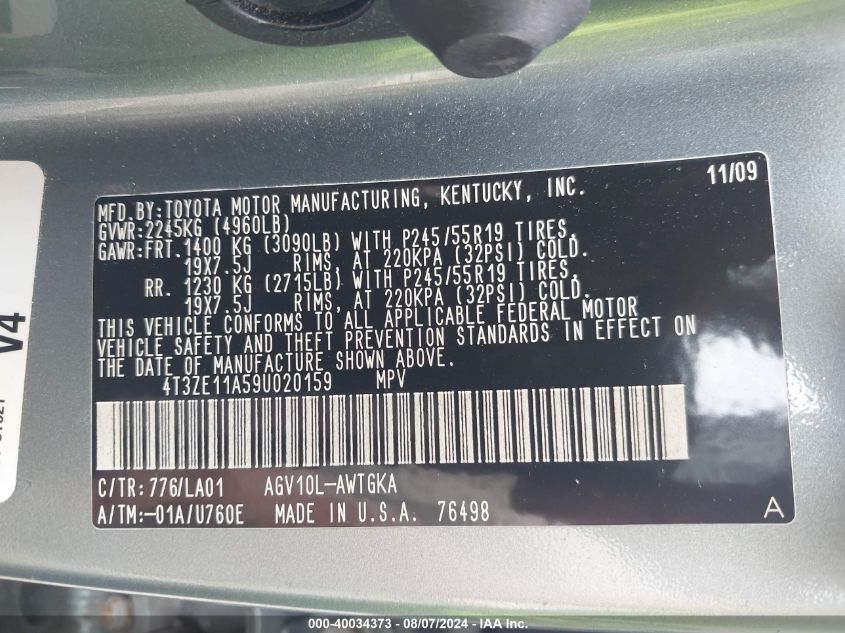 11/09
MFD.BY:TOYOTA MOTOR MANUFACTURING, KENTUCKY, INC.
GVWR:2245KG (4960LB)
GAWR:FRT.1400 KG (3090LB) WITH P245/55R19 TIRES,
19X7.5J RIMS, AT 220KPA (32PSI) COLD.
RR. 1230 KG (2715LB) WITH P245/55R19 TIRES,
19X7.5J RIMS, AT 220KPA (32PSI) COLD.
THIS VEHICLE CONFORMS TO ALL APPLICABLE FEDERAL MOTOR
VEHICLE SAFETY AND THEFT PREVENTION STANDARDS IN EFFECT ON
THE DATE OF MANUFACTURE SHOWN ABOVE.
4T3ZE11A59U020159 MPV
C/TR:776/LA01 AGV10L-AWTGKA
A/TM:-01A/U760E MADE IN U.S.A. 76498 A
V4
000-40034373 - 08/07/2024 - IAA Inc.